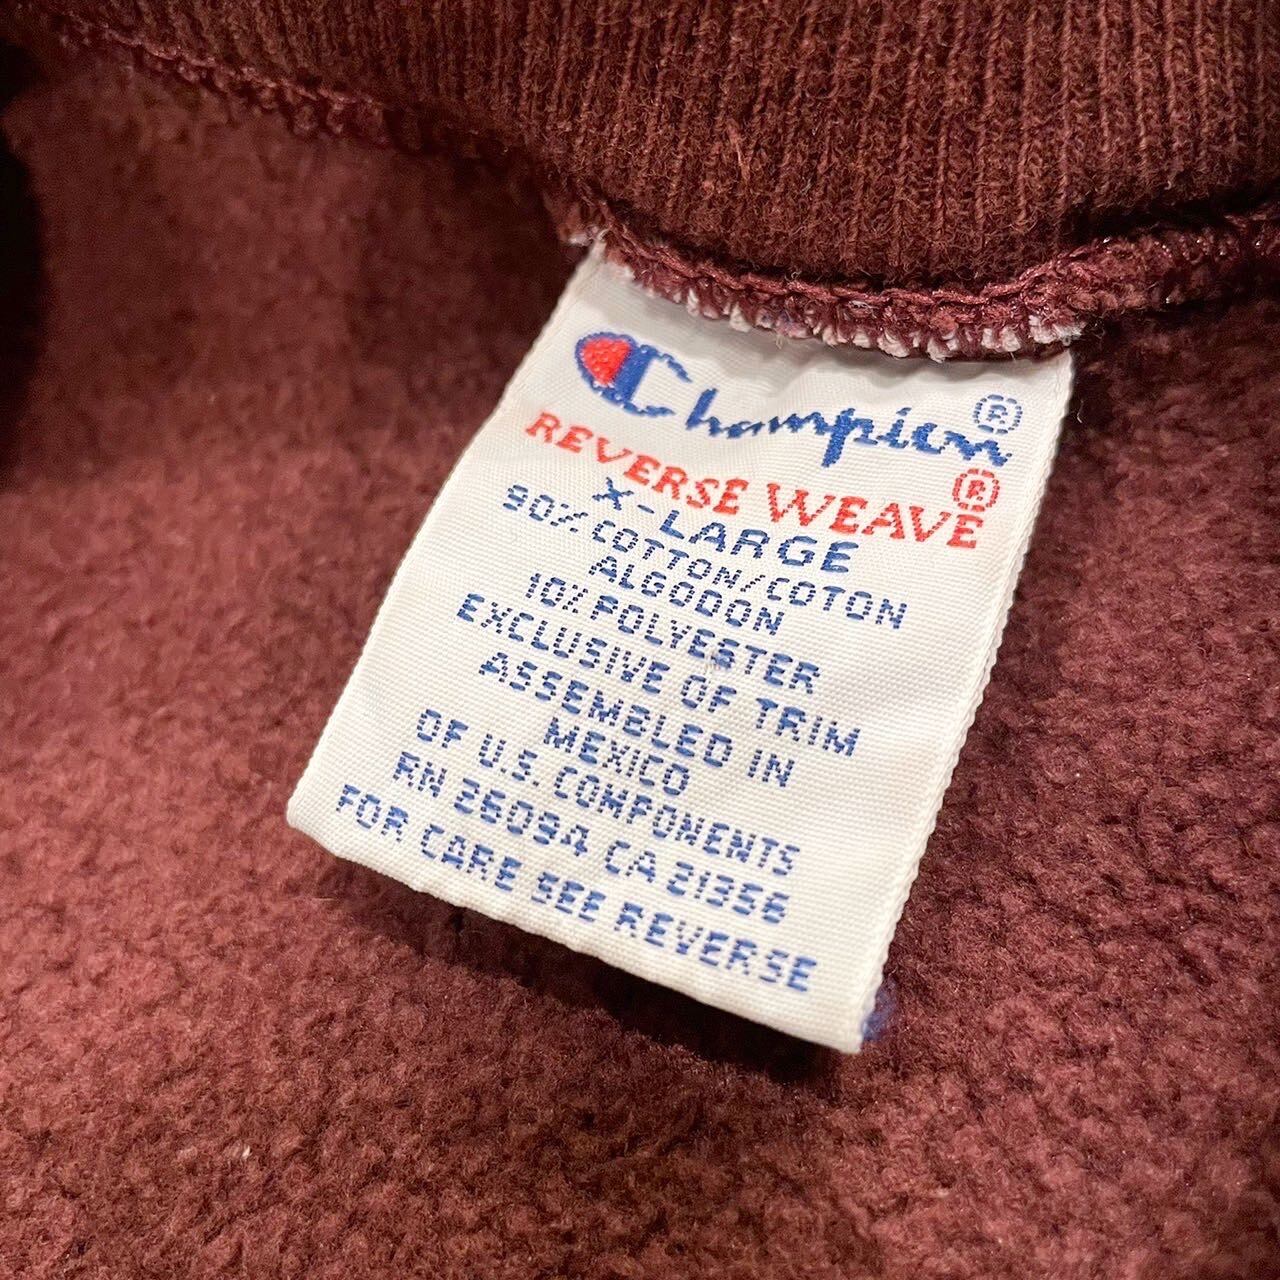 Champion®
REVERSE WEAVE®
X-LARGE
90% COTTON/COTON
ALGODON
10% POLYESTER
EXCLUSIVE OF TRIM
ASSEMBLED IN
MEXICO
OF U.S. COMPONENTS
RN 26094 CA 21356
FOR CARE SEE REVERSE